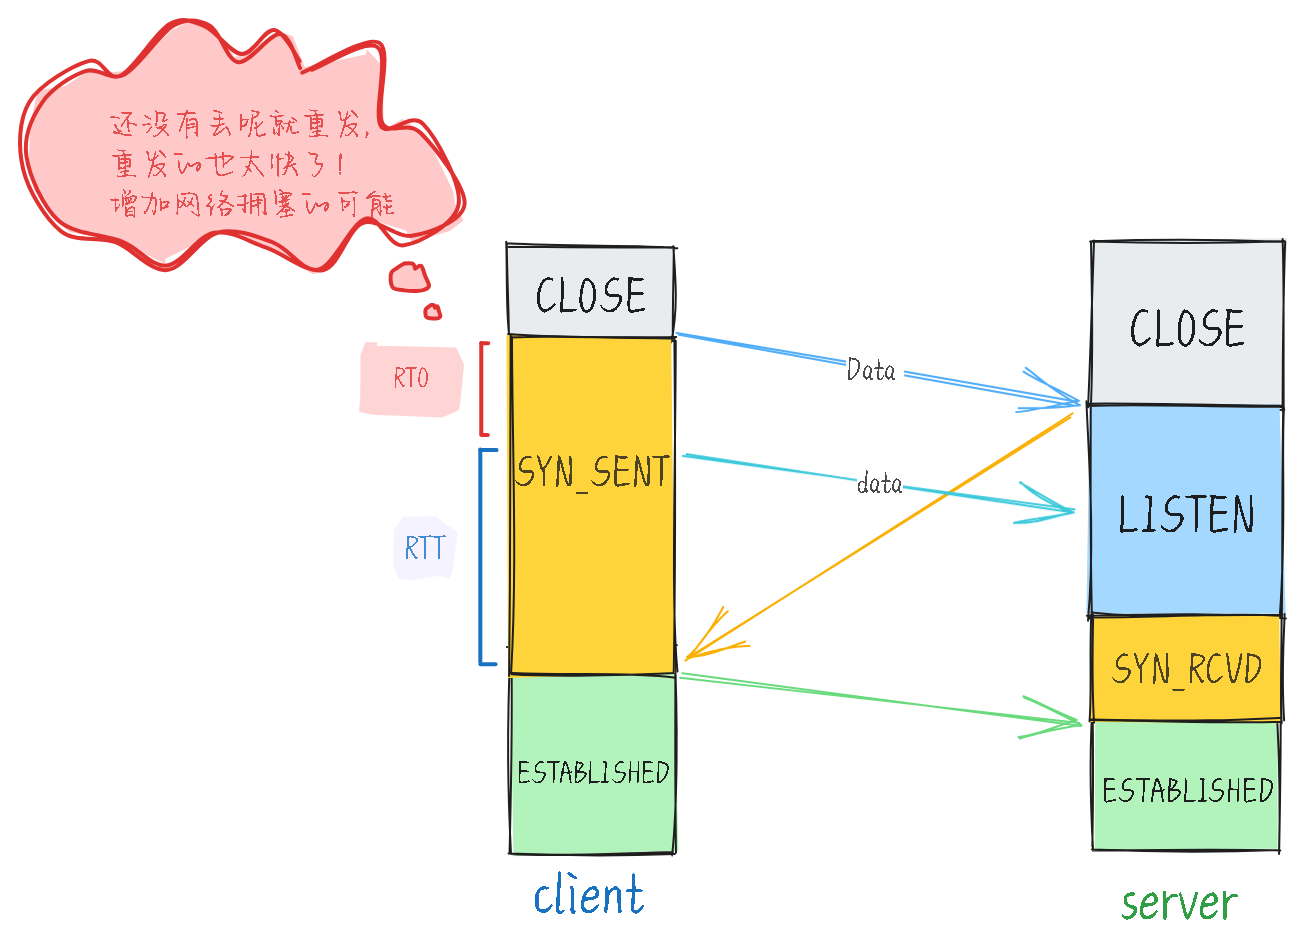 还没有丢呢就重发,
重发的也太快了!
增加网络拥塞的可能
CLOSE
CLOSE
RTO
Data
SYN_SENT
data
LISTEN
RTT
SYN_RCVD
ESTABLISHED
ESTABLISHED
client
server